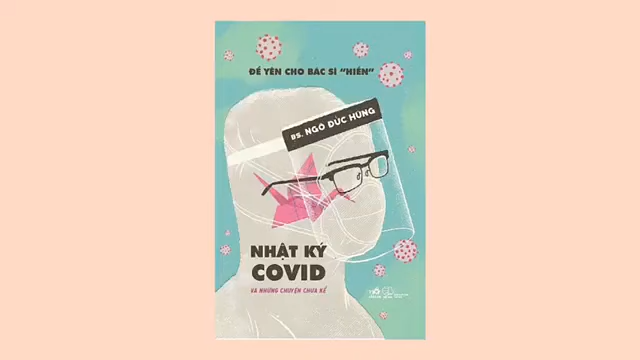 ĐỂ YÊN CHO BÁC SĨ "HIỀN"
BS. NGÔ ĐỨC HÙNG
NHẬT KÝ
COVID
VÀ NHỮNG CHUYỆN CHƯA KỂ